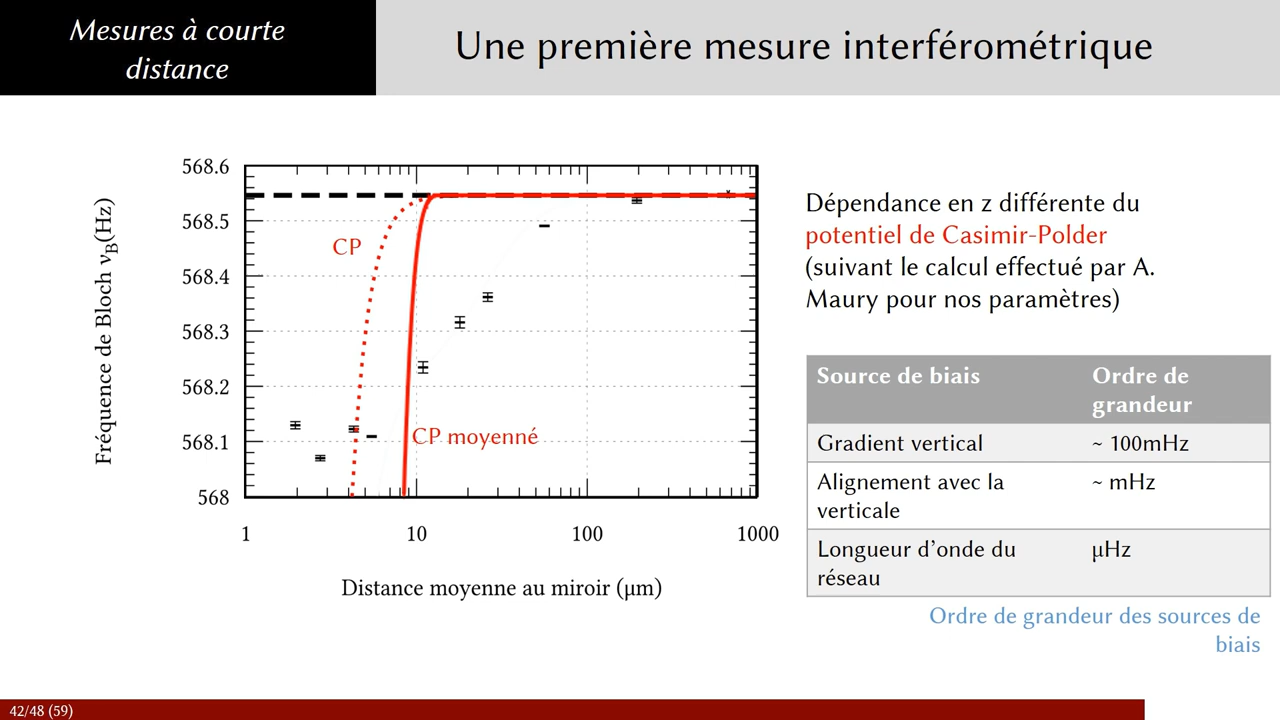 Mesures à courte
distance
Une première mesure interférométrique
568.6
568.5
568.4
568.3
568.2
568.1
568
Fréquence de Bloch νB(Hz)
CP
CP moyenné
1
10
100
1000
Distance moyenne au miroir (µm)
Dépendance en z différente du
potentiel de Casimir-Polder
(suivant le calcul effectué par A.
Maury pour nos paramètres)
Source de biais
Ordre de
grandeur
Gradient vertical
~ 100mHz
Alignement avec la
verticale
~ mHz
Longueur d'onde du
réseau
µHz
Ordre de grandeur des sources de
biais
42/48 (59)